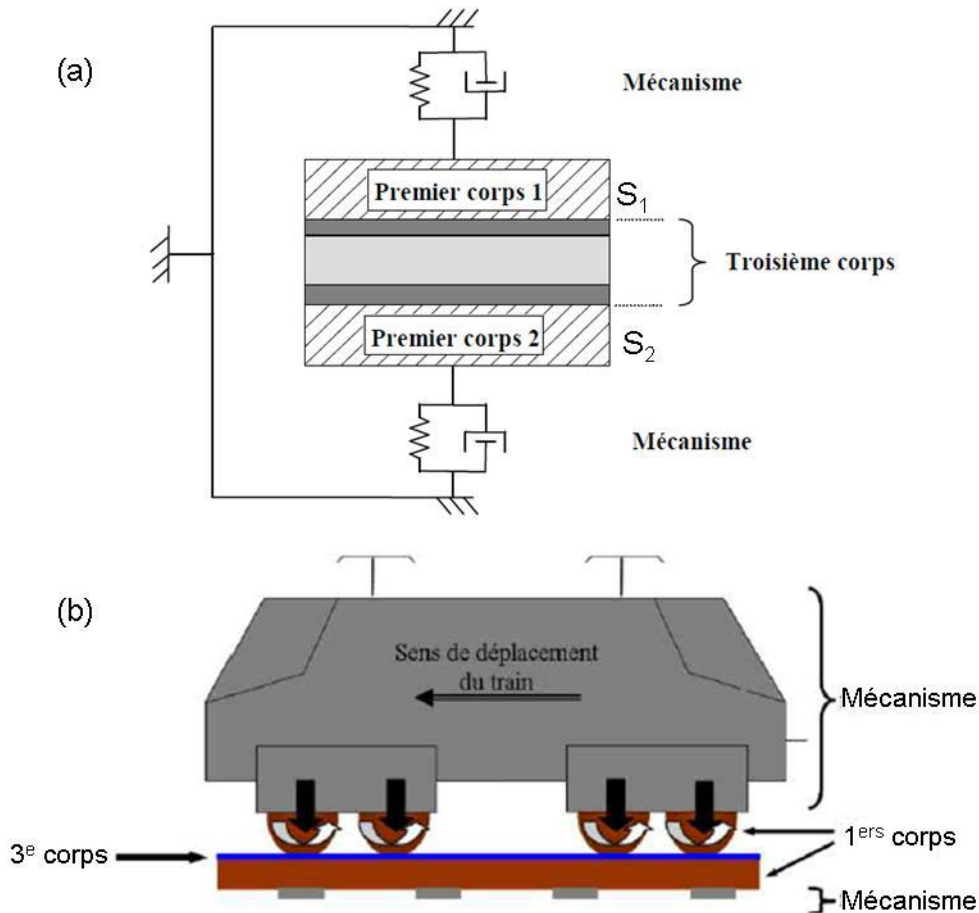 (a)
Mécanisme
Premier corps 1
S₁
Troisième corps
Premier corps 2
S₂
Mécanisme
(b)
Sens de déplacement
du train
Mécanisme
3ᵉ corps
1ᵉʳˢ corps
Mécanisme